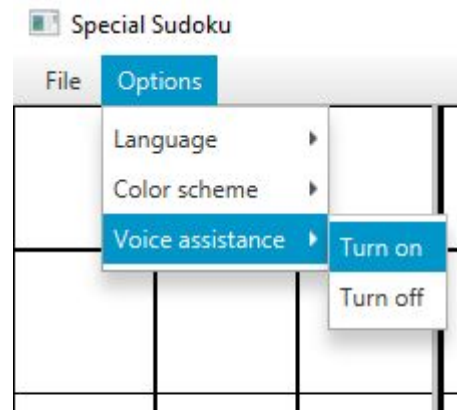 Special Sudoku
File Options
Language
Color scheme
Voice assistance
Turn on
Turn off